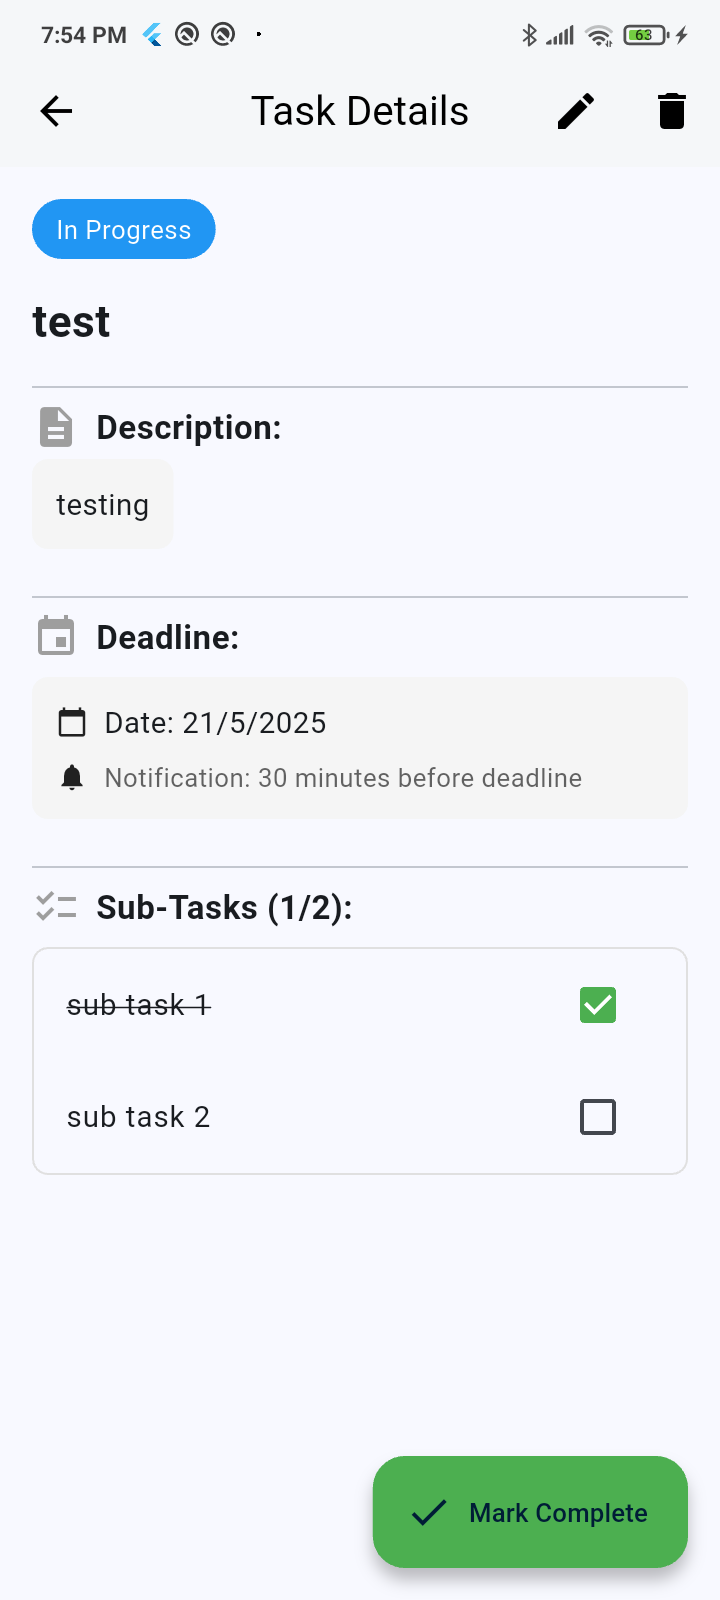 7:54 PM
63
Task Details
In Progress
test
Description:
testing
Deadline:
Date: 21/5/2025
Notification: 30 minutes before deadline
Sub-Tasks (1/2):
sub task 1
sub task 2
Mark Complete